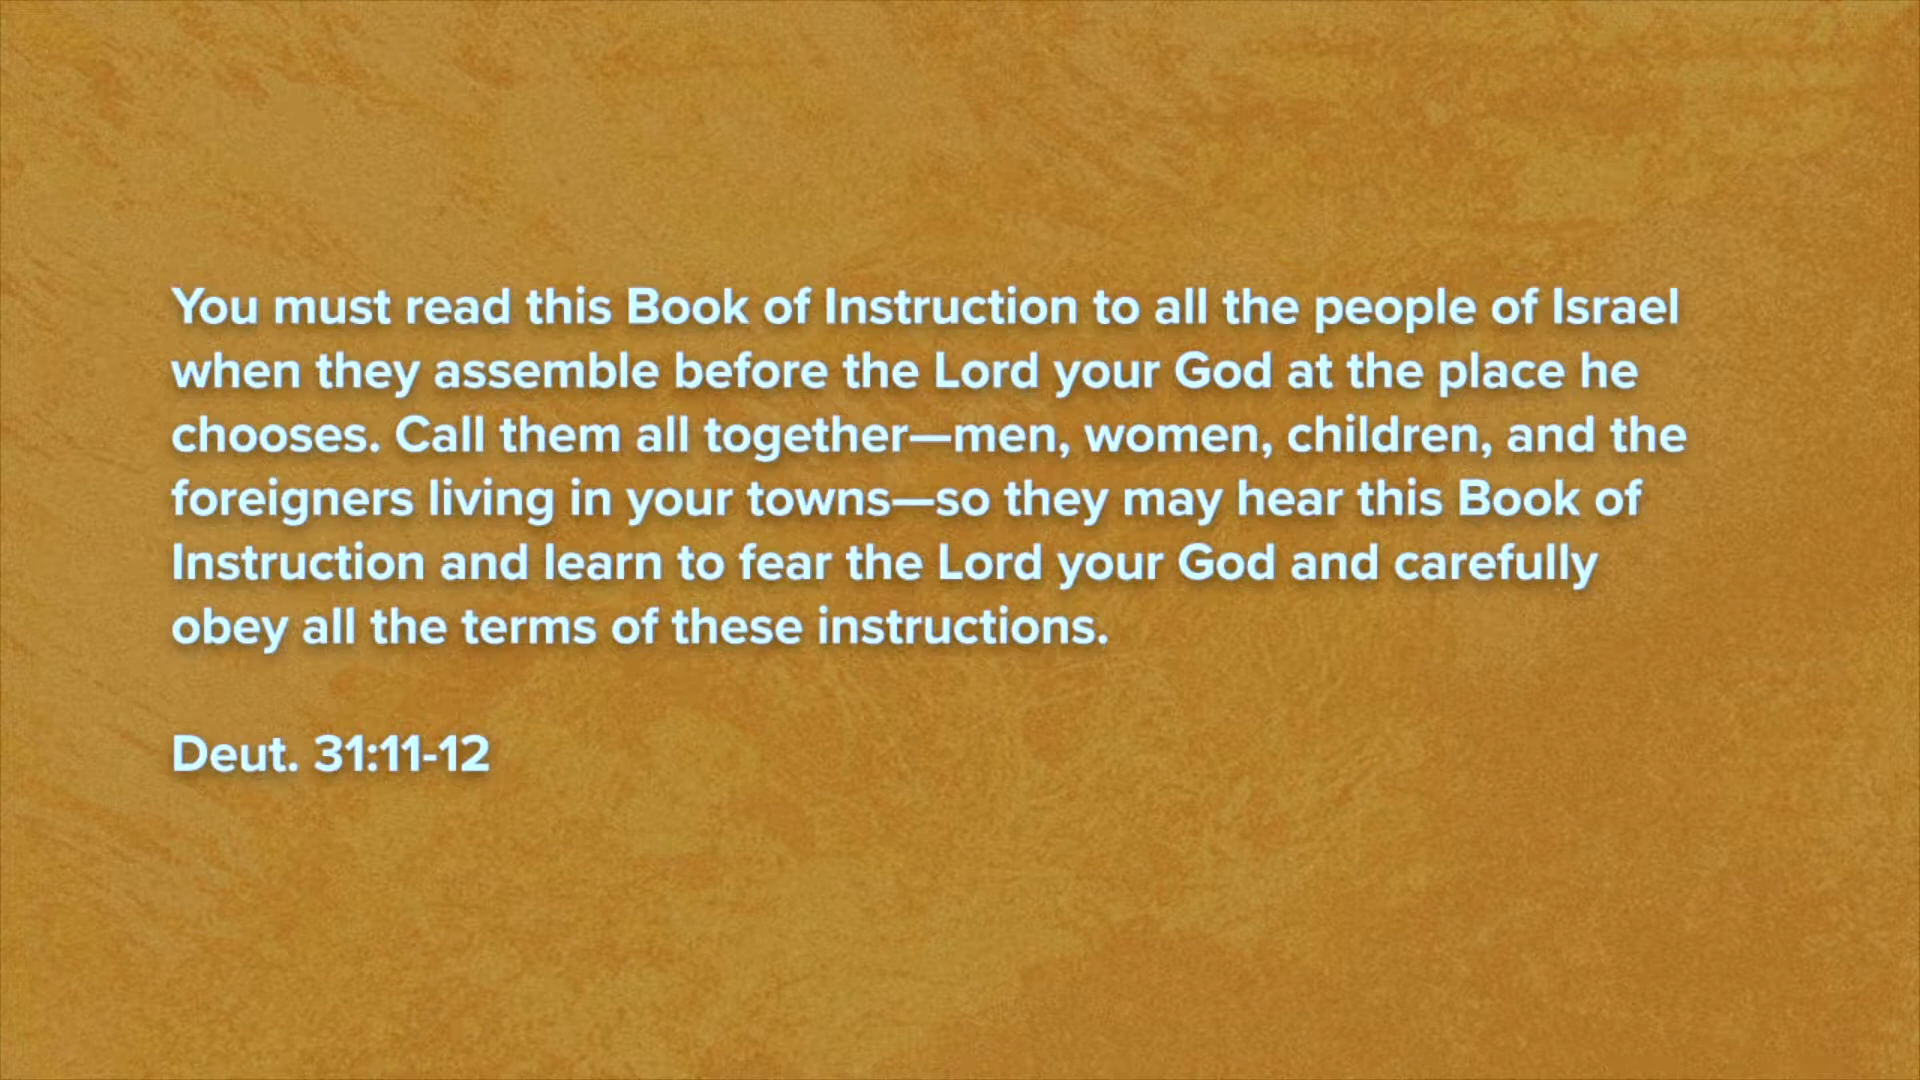 You must read this Book of Instruction to all the people of Israel
when they assemble before the Lord your God at the place he
chooses. Call them all together—men, women, children, and the
foreigners living in your towns—so they may hear this Book of
Instruction and learn to fear the Lord your God and carefully
obey all the terms of these instructions.
Deut. 31:11-12